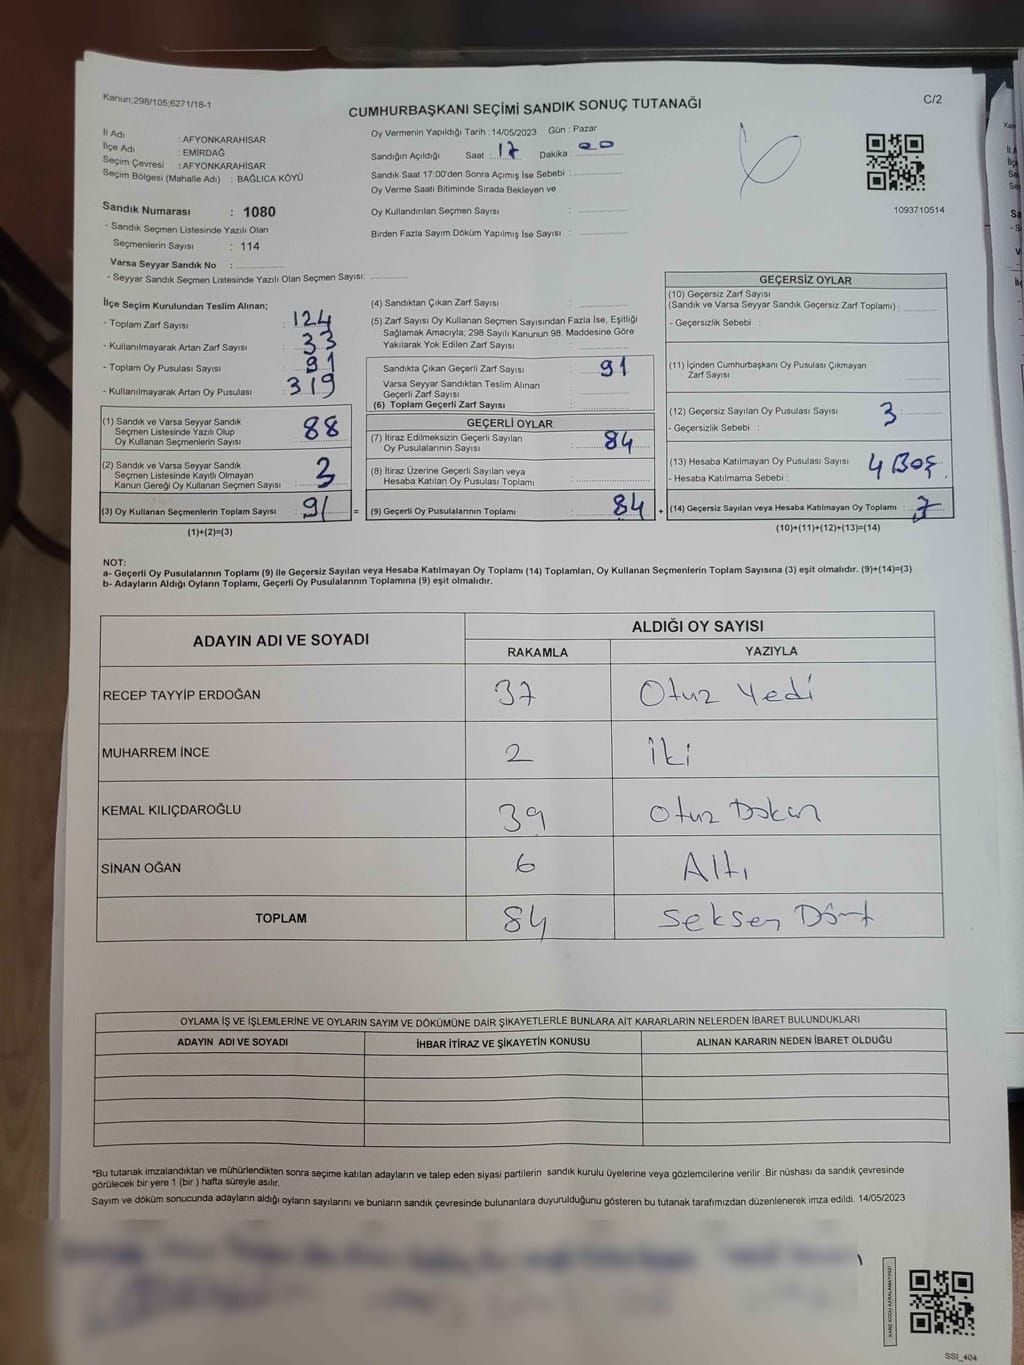 Kanun;298/105;6271/18-1
C/2
CUMHURBAŞKANI SEÇİMİ SANDIK SONUÇ TUTANAĞI
İl Adı : AFYONKARAHİSAR
İlçe Adı : EMİRDAĞ
Seçim Çevresi : AFYONKARAHİSAR
Seçim Bölgesi (Mahalle Adı) : BAĞLICA KÖYÜ
Sandık Numarası : 1080
- Sandık Seçmen Listesinde Yazılı Olan
Seçmenlerin Sayısı : 114
Varsa Seyyar Sandık No :
- Seyyar Sandık Seçmen Listesinde Yazılı Olan Seçmen Sayısı:
Oy Vermenin Yapıldığı Tarih : 14/05/2023 Gün : Pazar
Sandığın Açıldığı Saat : 17 Dakika : 00
Sandık Saat 17:00'den Sonra Açımış İse Sebebi :
Oy Verme Saati Bitiminde Sırada Bekleyen ve
Oy Kullandırılan Seçmen Sayısı :
Birden Fazla Sayım Döküm Yapılmış İse Sayısı :
1093710514
İlçe Seçim Kurulundan Teslim Alınan;
- Toplam Zarf Sayısı : 124
- Kullanılmayarak Artan Zarf Sayısı : 33
- Toplam Oy Pusulası Sayısı : 91
- Kullanılmayarak Artan Oy Pusulası : 319
(1) Sandık ve Varsa Seyyar Sandık
Seçmen Listesinde Yazılı Olup
Oy Kullanan Seçmenlerin Sayısı : 88
(2) Sandık ve Varsa Seyyar Sandık
Seçmen Listesinde Kayıtlı Olmayan
Kanun Gereği Oy Kullanan Seçmen Sayısı : 3
(3) Oy Kullanan Seçmenlerin Toplam Sayısı : 91 =
(1)+(2)=(3)
(4) Sandıktan Çıkan Zarf Sayısı :
(5) Zarf Sayısı Oy Kullanan Seçmen Sayısından Fazla İse, Eşitliği
Sağlamak Amacıyla; 298 Sayılı Kanunun 98. Maddesine Göre
Yakılarak Yok Edilen Zarf Sayısı :
Sandıkta Çıkan Geçerli Zarf Sayısı : 91
Varsa Seyyar Sandıktan Teslim Alınan
Geçerli Zarf Sayısı :
(6) Toplam Geçerli Zarf Sayısı :
GEÇERLİ OYLAR
(7) İtiraz Edilmeksizin Geçerli Sayılan
Oy Pusulalarının Sayısı : 84
(8) İtiraz Üzerine Geçerli Sayılan veya
Hesaba Katılan Oy Pusulası Toplamı :
(9) Geçerli Oy Pusulalarının Toplamı : 84 +
GEÇERSİZ OYLAR
(10) Geçersiz Zarf Sayısı
(Sandık ve Varsa Seyyar Sandık Geçersiz Zarf Toplamı) :
- Geçersizlik Sebebi :
(11) İçinden Cumhurbaşkanı Oy Pusulası Çıkmayan
Zarf Sayısı :
(12) Geçersiz Sayılan Oy Pusulası Sayısı : 3
- Geçersizlik Sebebi :
(13) Hesaba Katılmayan Oy Pusulası Sayısı : 4 Boş
- Hesaba Katılmama Sebebi :
(14) Geçersiz Sayılan veya Hesaba Katılmayan Oy Toplamı : 7
(10)+(11)+(12)+(13)=(14)
NOT:
a- Geçerli Oy Pusulalarının Toplamı (9) ile Geçersiz Sayılan veya Hesaba Katılmayan Oy Toplamı (14) Toplamları, Oy Kullanan Seçmenlerin Toplam Sayısına (3) eşit olmalıdır. (9)+(14)=(3)
b- Adayların Aldığı Oyların Toplamı, Geçerli Oy Pusulalarının Toplamına (9) eşit olmalıdır.
ADAYIN ADI VE SOYADI
ALDIĞI OY SAYISI
RAKAMLA YAZIYLA
RECEP TAYYİP ERDOĞAN 37 Otuz Yedi
MUHARREM İNCE 2 İki
KEMAL KILIÇDAROĞLU 39 Otuz Dokuz
SİNAN OĞAN 6 Altı
TOPLAM 84 Seksen Dört
OYLAMA İŞ VE İŞLEMLERİNE VE OYLARIN SAYIM VE DÖKÜMÜNE DAİR ŞİKAYETLERLE BUNLARA AİT KARARLARIN NELERDEN İBARET BULUNDUKLARI
ADAYIN ADI VE SOYADI İHBAR İTİRAZ VE ŞİKAYETİN KONUSU ALINAN KARARIN NEDEN İBARET OLDUĞU
*Bu tutanak imzalandıktan ve mühürlendikten sonra seçime katılan adayların ve talep eden siyasi partilerin sandık kurulu üyelerine veya gözlemcilerine verilir .Bir nüshası da sandık çevresinde
görülecek bir yere 1 (bir ) hafta süreyle asılır.
Sayım ve döküm sonucunda adayların aldığı oyların sayılarını ve bunların sandık çevresinde bulunanlara duyurulduğunu gösteren bu tutanak tarafımızdan düzenlenerek imza edildi. 14/05/2023
KARE KODU KARALAMAYINIZ!
SSI_404